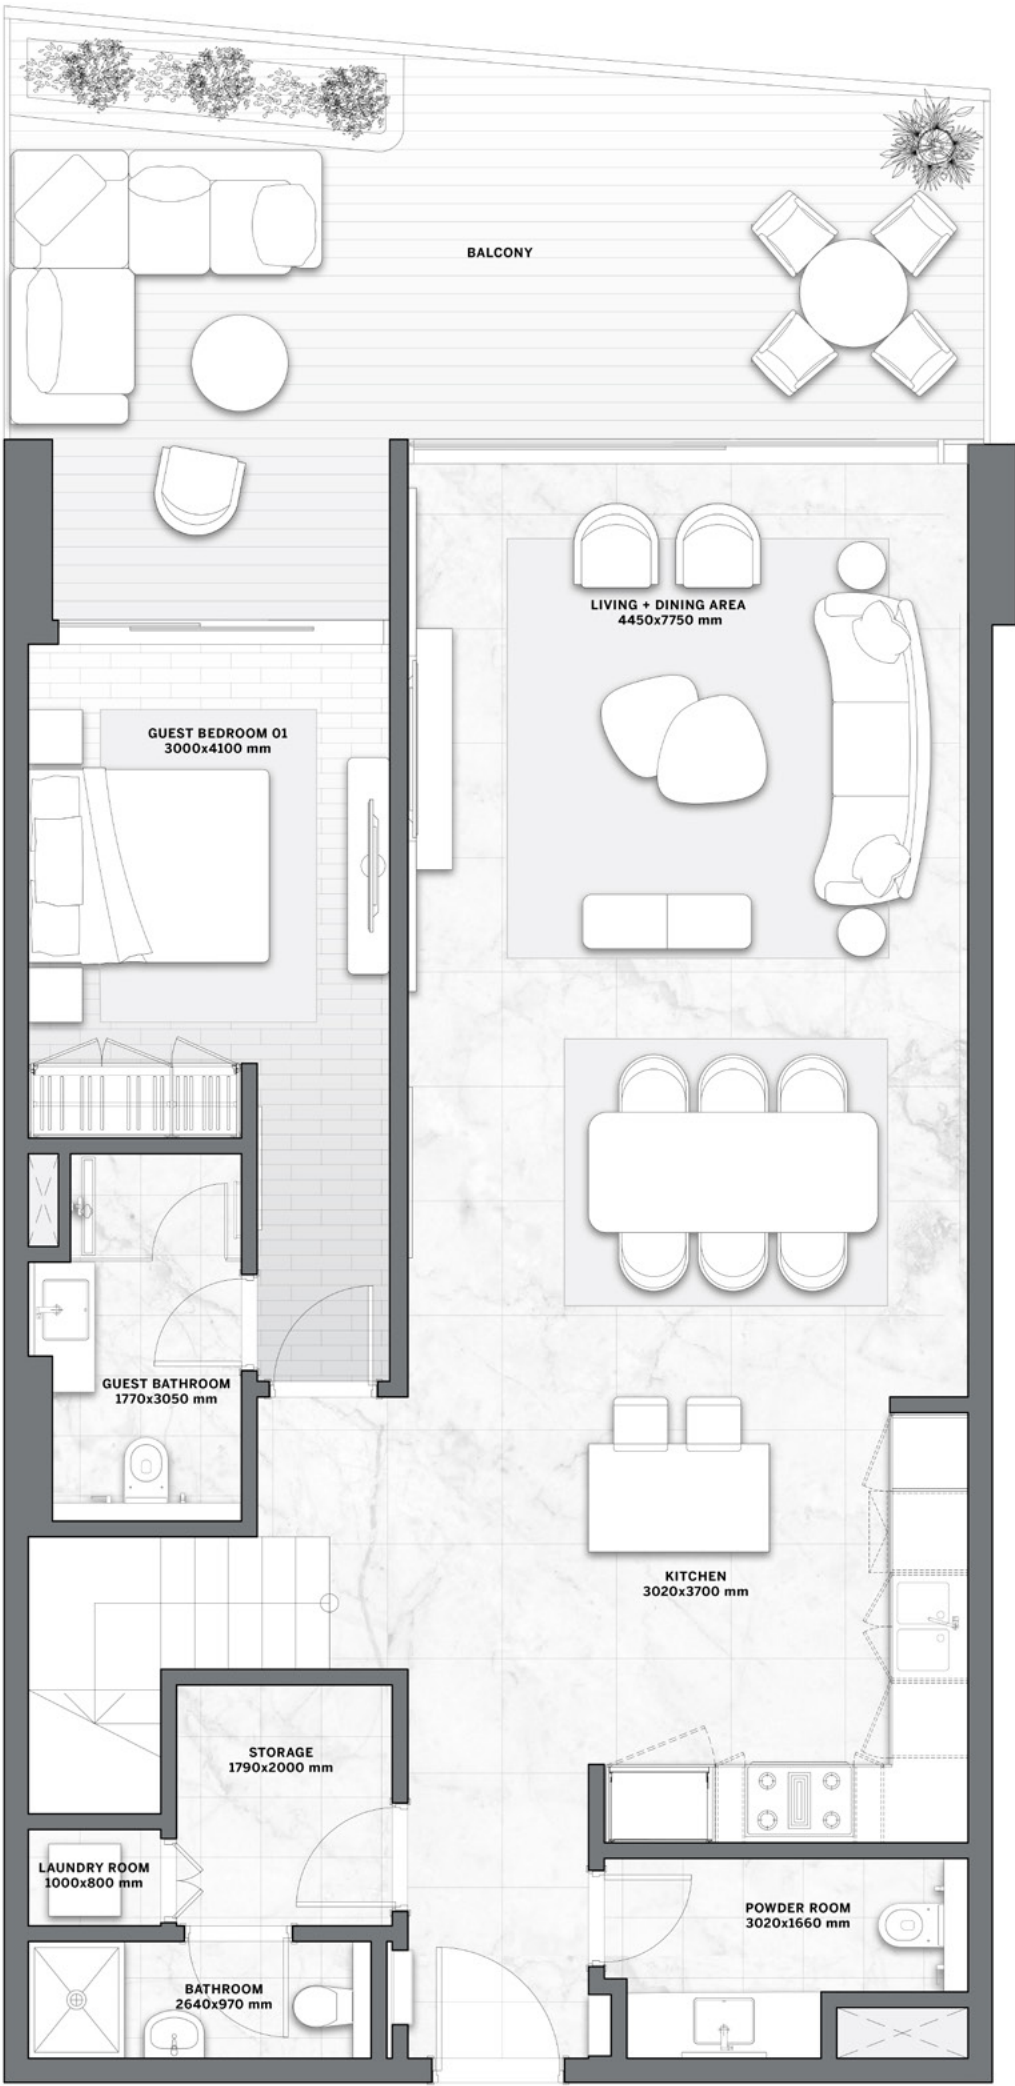 BALCONY
LIVING + DINING AREA
4450x7750 mm
GUEST BEDROOM 01
3000x4100 mm
GUEST BATHROOM
1770x3050 mm
KITCHEN
3020x3700 mm
STORAGE
1790x2000 mm
LAUNDRY ROOM
1000x800 mm
POWDER ROOM
3020x1660 mm
BATHROOM
2640x970 mm